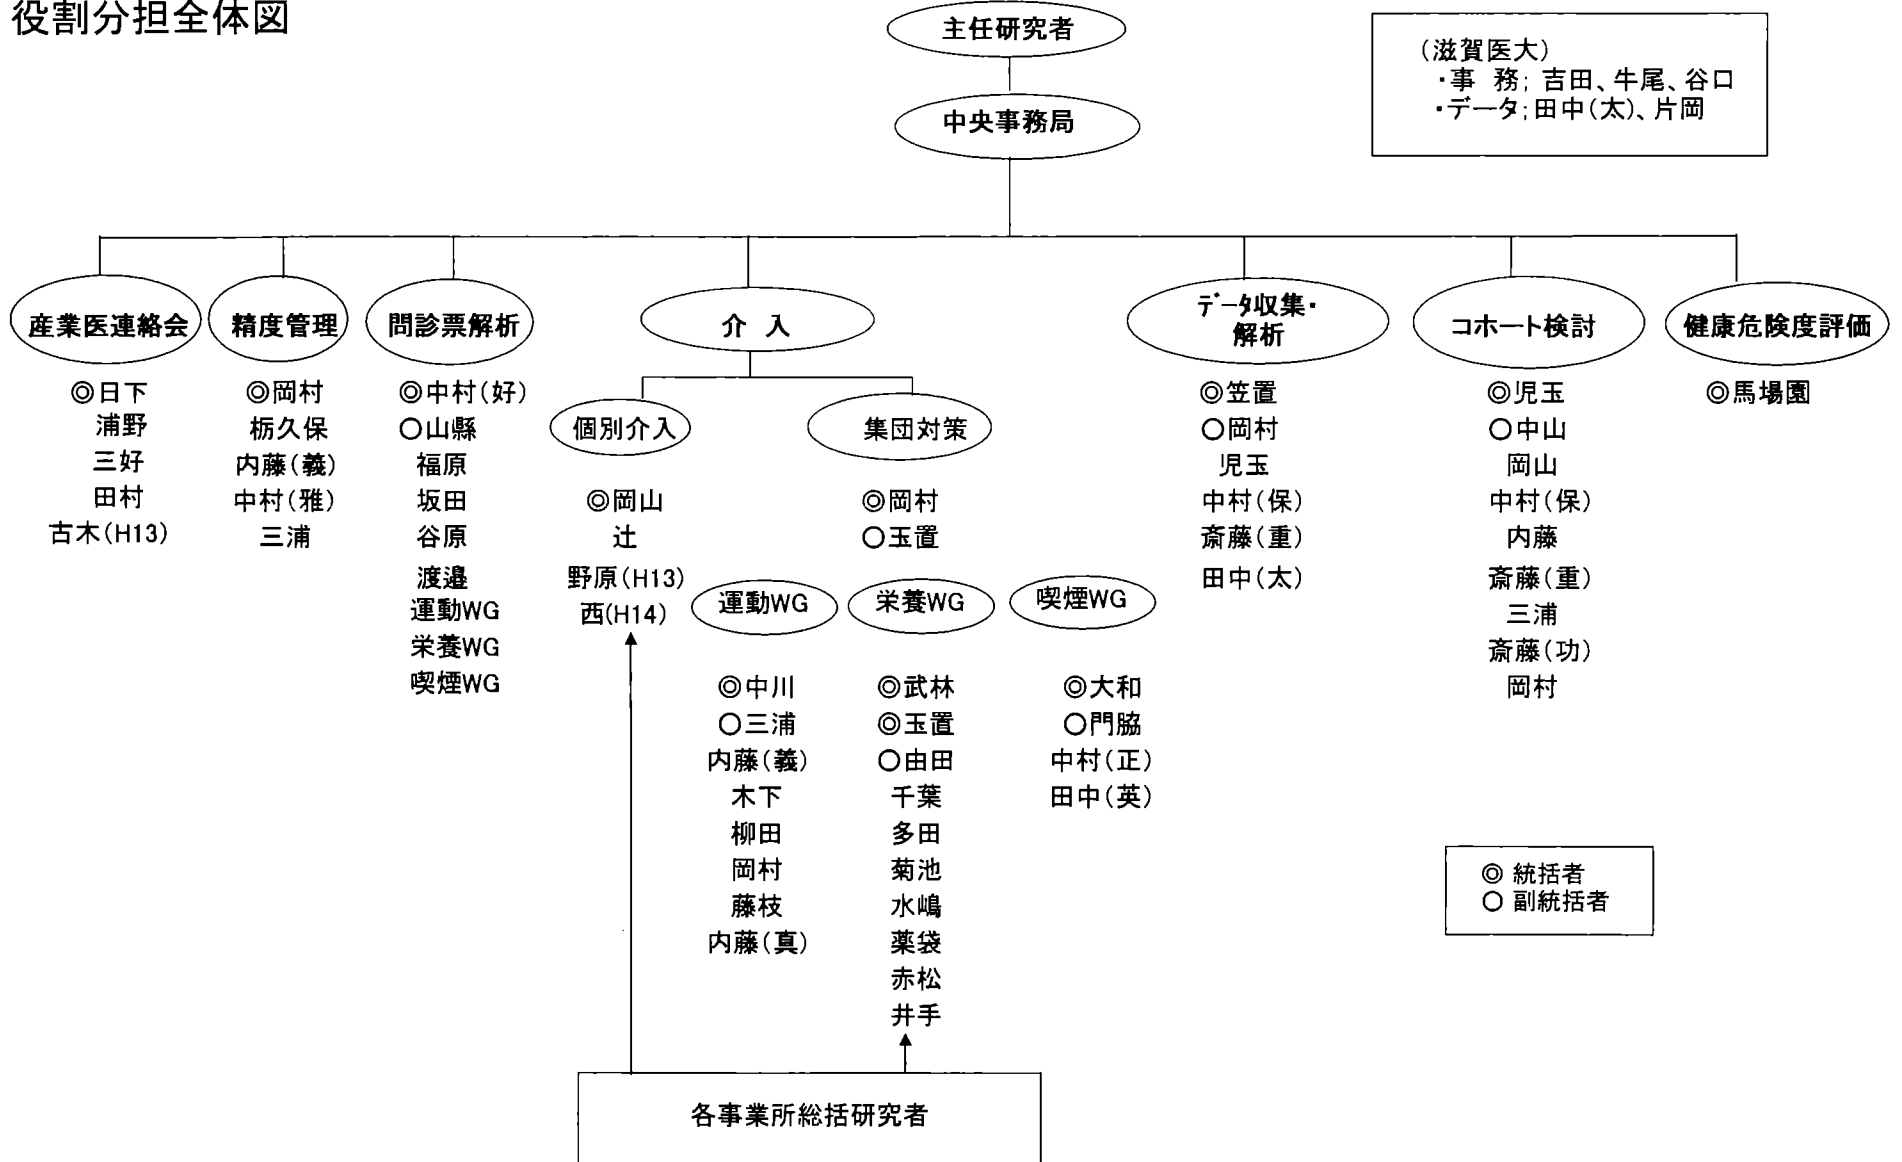 役割分担全体図
主任研究者
中央事務局
(滋賀医大)
・事 務; 吉田、牛尾、谷口
・データ;田中(太)、片岡
産業医連絡会
◎日下
浦野
三好
田村
古木(H13)
精度管理
◎岡村
栃久保
内藤(義)
中村(雅)
三浦
問診票解析
◎中村(好)
○山縣
福原
坂田
谷原
渡邉
運動WG
栄養WG
喫煙WG
介 入
個別介入
◎岡山
辻
野原(H13)
西(H14)
集団対策
◎岡村
○玉置
運動WG
◎中川
○三浦
内藤(義)
木下
柳田
岡村
藤枝
内藤(真)
栄養WG
◎武林
◎玉置
○由田
千葉
多田
菊池
水嶋
薬袋
赤松
井手
喫煙WG
◎大和
○門脇
中村(正)
田中(英)
データ収集・
解析
◎笠置
○岡村
児玉
中村(保)
斎藤(重)
田中(太)
コホート検討
◎児玉
○中山
岡山
中村(保)
内藤
斎藤(重)
三浦
斎藤(功)
岡村
健康危険度評価
◎馬場園
◎ 統括者
○ 副統括者
各事業所総括研究者